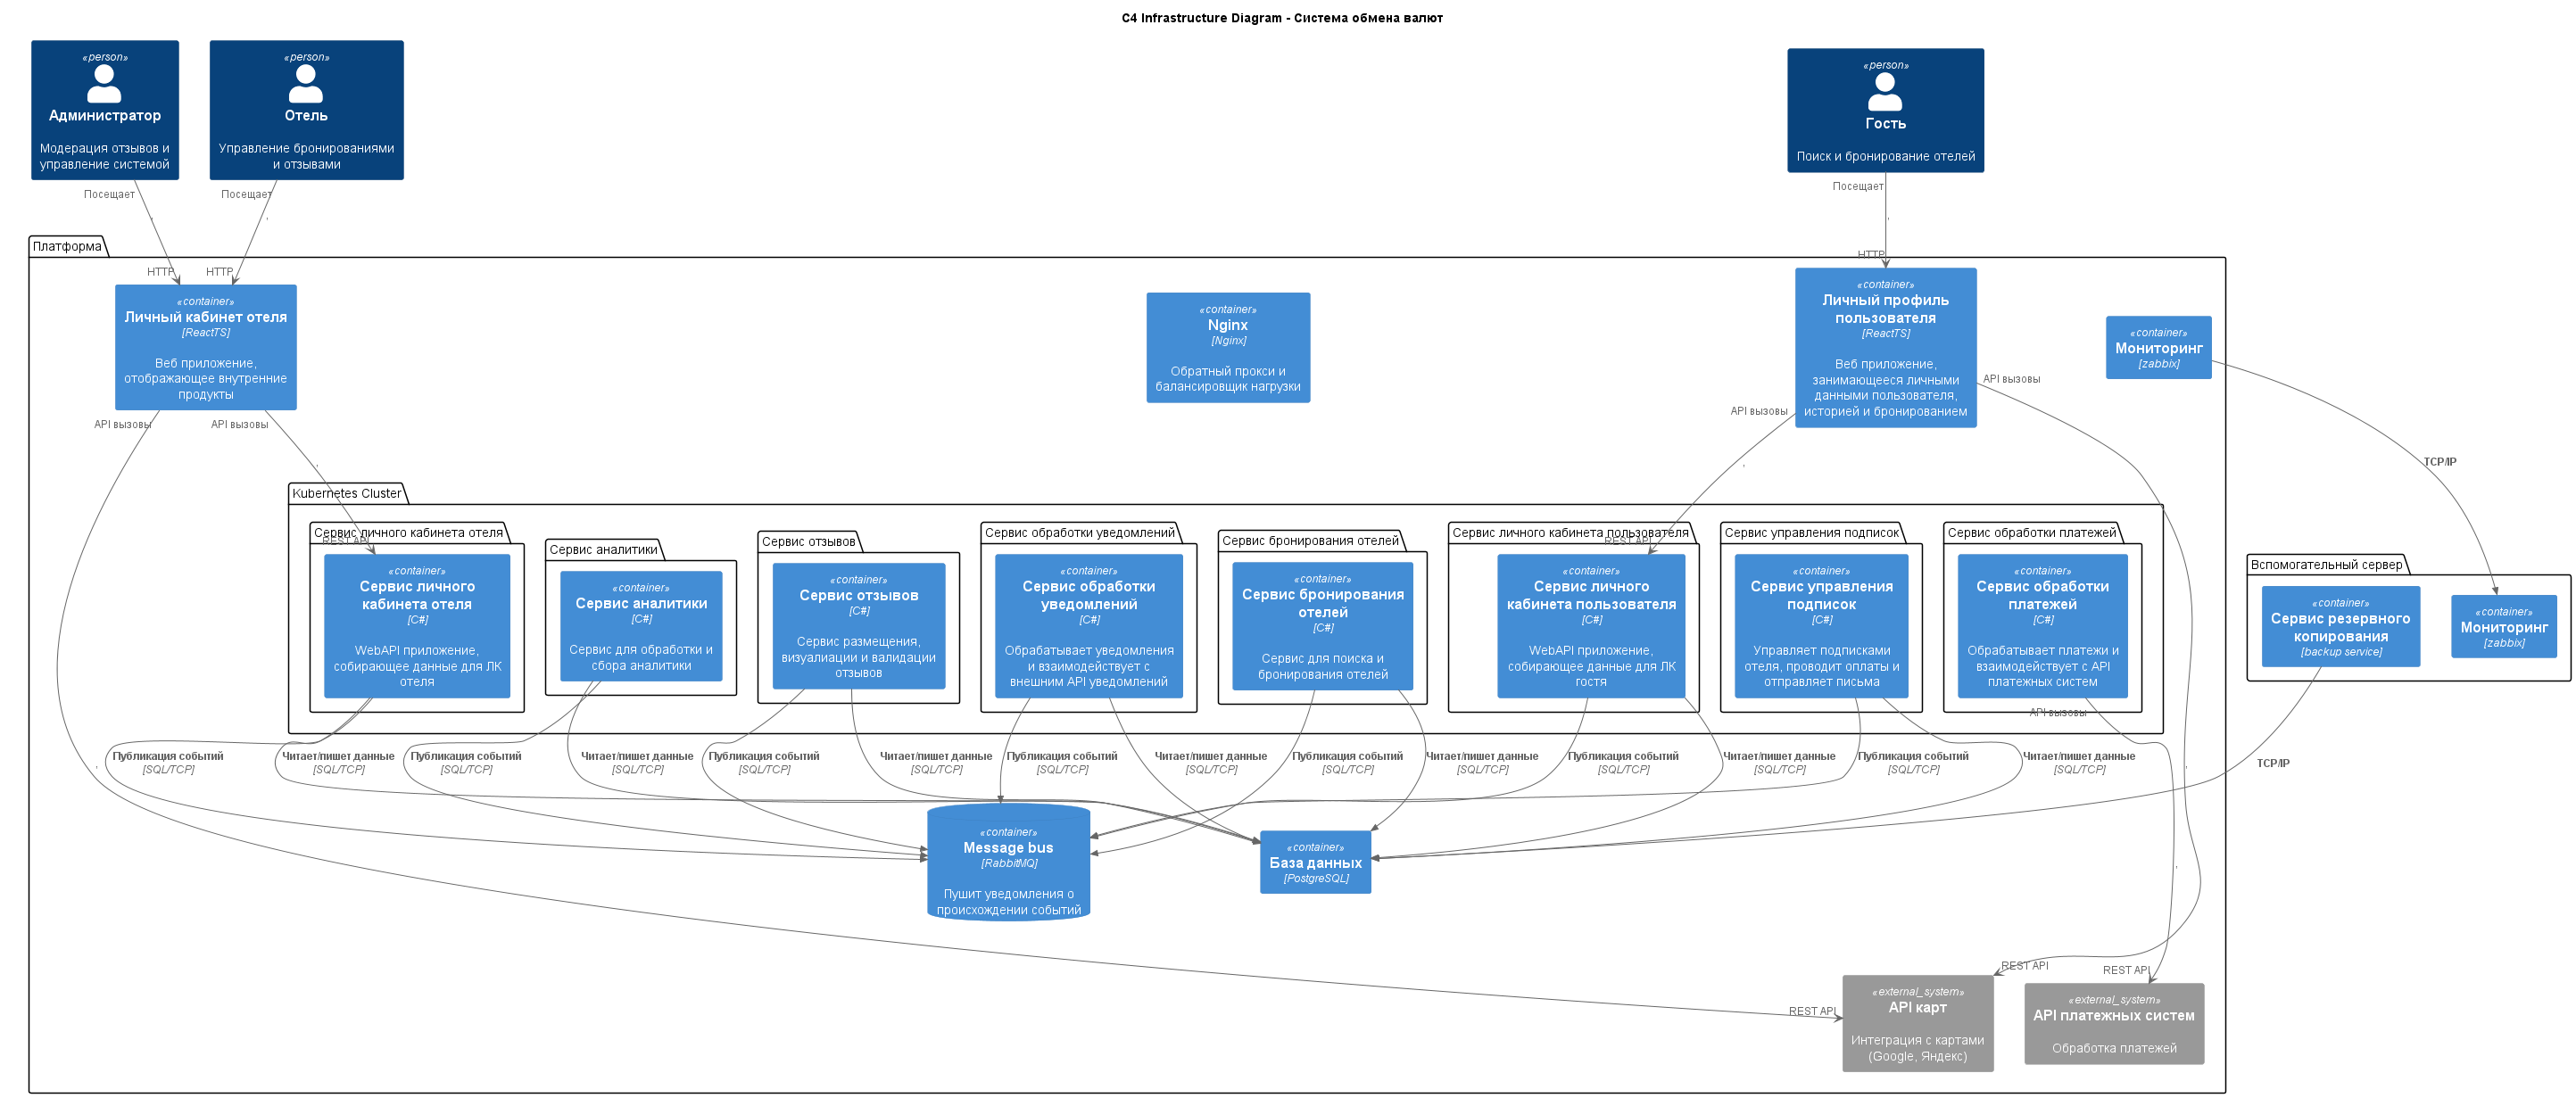 C4 Infrastructure Diagram - Система обмена валют
«person»
Администратор
Модерация отзывов и
управление системой
«person»
Отель
Управление бронированиями
и отзывами
«person»
Гость
Поиск и бронирование отелей
Посещает
,
HTTP
Посещает
,
HTTP
Посещает
,
HTTP
Платформа
«container»
Личный кабинет отеля
[ReactTS]
Веб приложение,
отображающее внутренние
продукты
«container»
Nginx
[Nginx]
Обратный прокси и
балансировщик нагрузки
«container»
Личный профиль
пользователя
[ReactTS]
Веб приложение,
занимающееся личными
данными пользователя,
историей и бронированием
«container»
Мониторинг
[zabbix]
API вызовы
API вызовы
,
REST API
API вызовы
,
REST API
API вызовы
TCP/IP
Kubernetes Cluster
Сервис личного кабинета отеля
«container»
Сервис личного
кабинета отеля
[C#]
WebAPI приложение,
собирающее данные для ЛК
отеля
Сервис аналитики
«container»
Сервис аналитики
[C#]
Сервис для обработки и
сбора аналитики
Сервис отзывов
«container»
Сервис отзывов
[C#]
Сервис размещения,
визуалиации и валидации
отзывов
Сервис обработки уведомлений
«container»
Сервис обработки
уведомлений
[C#]
Обрабатывает уведомления
и взаимодействует с
внешним API уведомлений
Сервис бронирования отелей
«container»
Сервис бронирования
отелей
[C#]
Сервис для поиска и
бронирования отелей
Сервис личного кабинета пользователя
«container»
Сервис личного
кабинета пользователя
[C#]
WebAPI приложение,
собирающее данные для ЛК
гостя
Сервис управления подписок
«container»
Сервис управления
подписок
[C#]
Управляет подписками
отеля, проводит оплаты и
отправляет письма
Сервис обработки платежей
«container»
Сервис обработки
платежей
[C#]
Обрабатывает платежи и
взаимодействует с API
платежных систем
Вспомогательный сервер
«container»
Сервис резервного
копирования
[backup service]
«container»
Мониторинг
[zabbix]
API вызовы
Публикация событий
[SQL/TCP]
Читает/пишет данные
[SQL/TCP]
Публикация событий
[SQL/TCP]
Читает/пишет данные
[SQL/TCP]
Публикация событий
[SQL/TCP]
Читает/пишет данные
[SQL/TCP]
Публикация событий
[SQL/TCP]
Читает/пишет данные
[SQL/TCP]
Публикация событий
[SQL/TCP]
Читает/пишет данные
[SQL/TCP]
Публикация событий
[SQL/TCP]
Читает/пишет данные
[SQL/TCP]
Публикация событий
[SQL/TCP]
Читает/пишет данные
[SQL/TCP]
TCP/IP
,
,
,
«container»
Message bus
[RabbitMQ]
Пушит уведомления о
происхождении событий
«container»
База данных
[PostgreSQL]
REST API
REST API
REST API
«external_system»
API карт
Интеграция с картами
(Google, Яндекс)
«external_system»
API платежных систем
Обработка платежей